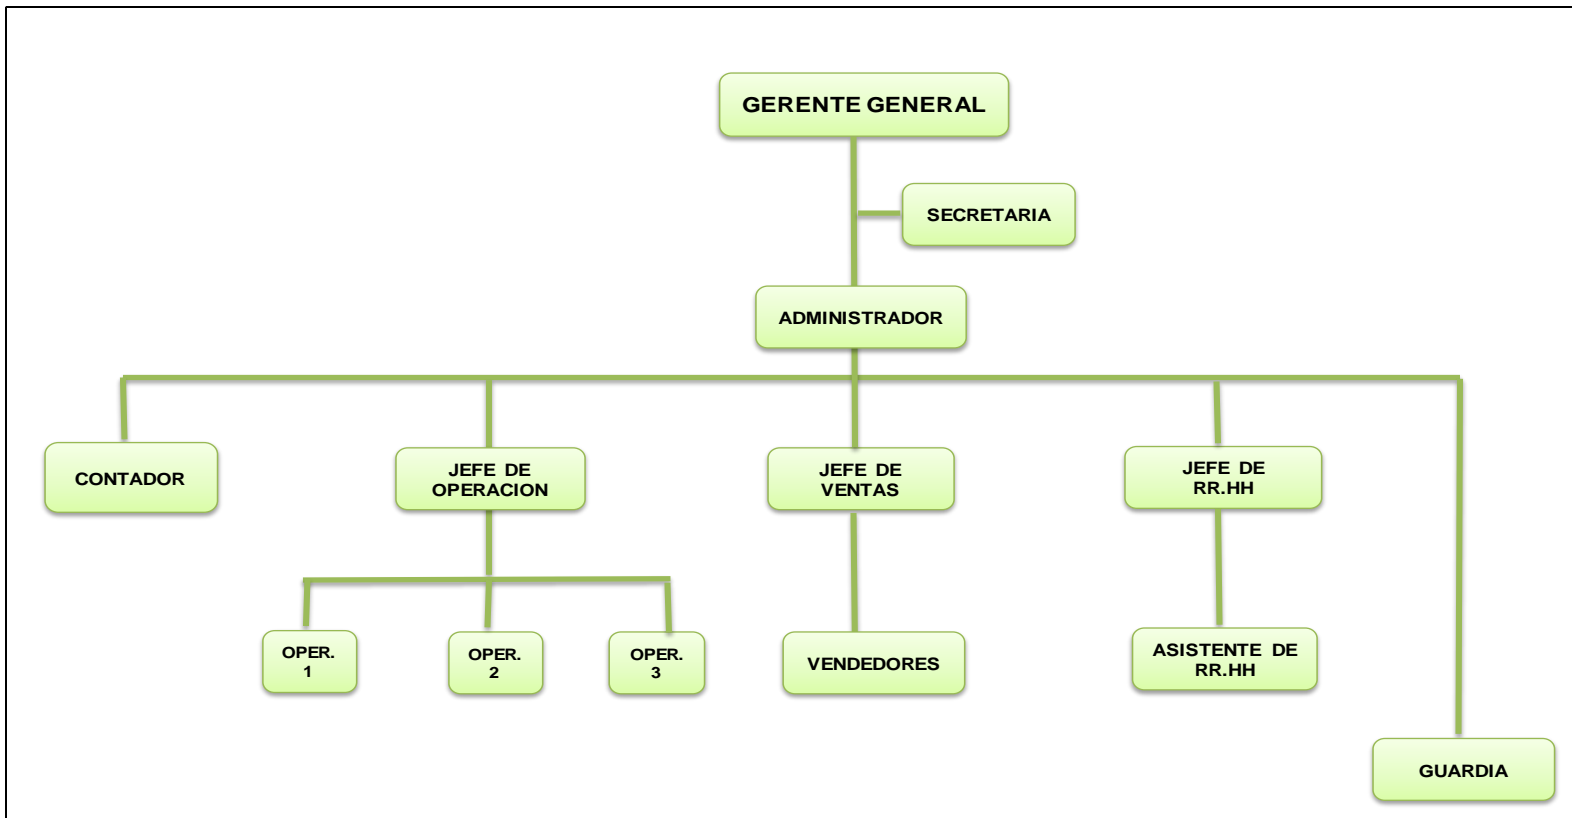 GERENTE GENERAL
SECRETARIA
ADMINISTRADOR
CONTADOR
JEFE DE
OPERACION
JEFE DE
VENTAS
JEFE DE
RR.HH
OPER.
1
OPER.
2
OPER.
3
VENDEDORES
ASISTENTE DE
RR.HH
GUARDIA